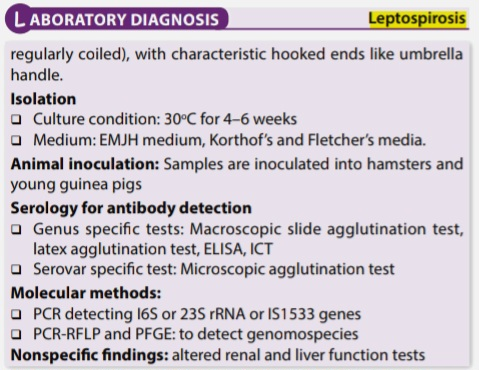 LABORATORY DIAGNOSIS Leptospirosis
regularly coiled), with characteristic hooked ends like umbrella
handle.
Isolation
❑ Culture condition: 30ºC for 4–6 weeks
❑ Medium: EMJH medium, Korthof's and Fletcher's media.
Animal inoculation: Samples are inoculated into hamsters and
young guinea pigs
Serology for antibody detection
❑ Genus specific tests: Macroscopic slide agglutination test,
latex agglutination test, ELISA, ICT
❑ Serovar specific test: Microscopic agglutination test
Molecular methods:
❑ PCR detecting I6S or 23S rRNA or IS1533 genes
❑ PCR-RFLP and PFGE: to detect genomospecies
Nonspecific findings: altered renal and liver function tests